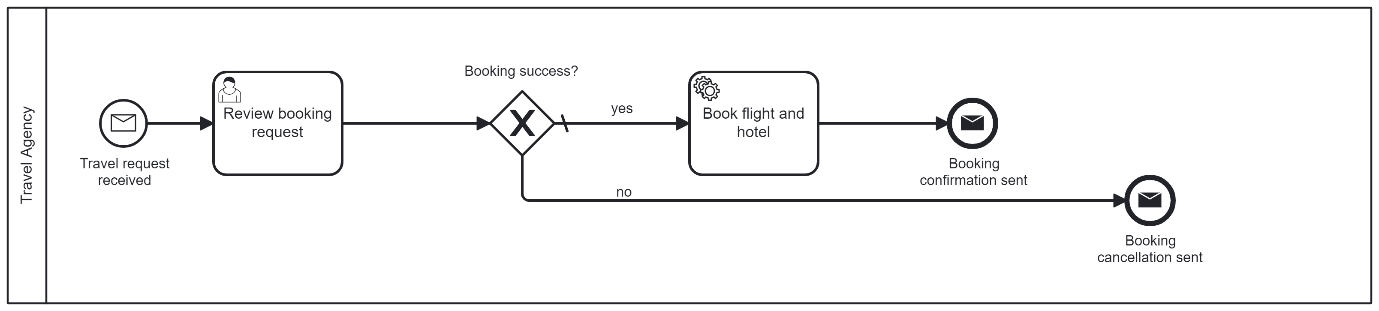 Travel Agency
Travel request
received
Review booking
request
Booking success?
yes
no
Book flight and
hotel
Booking
confirmation sent
Booking
cancellation sent